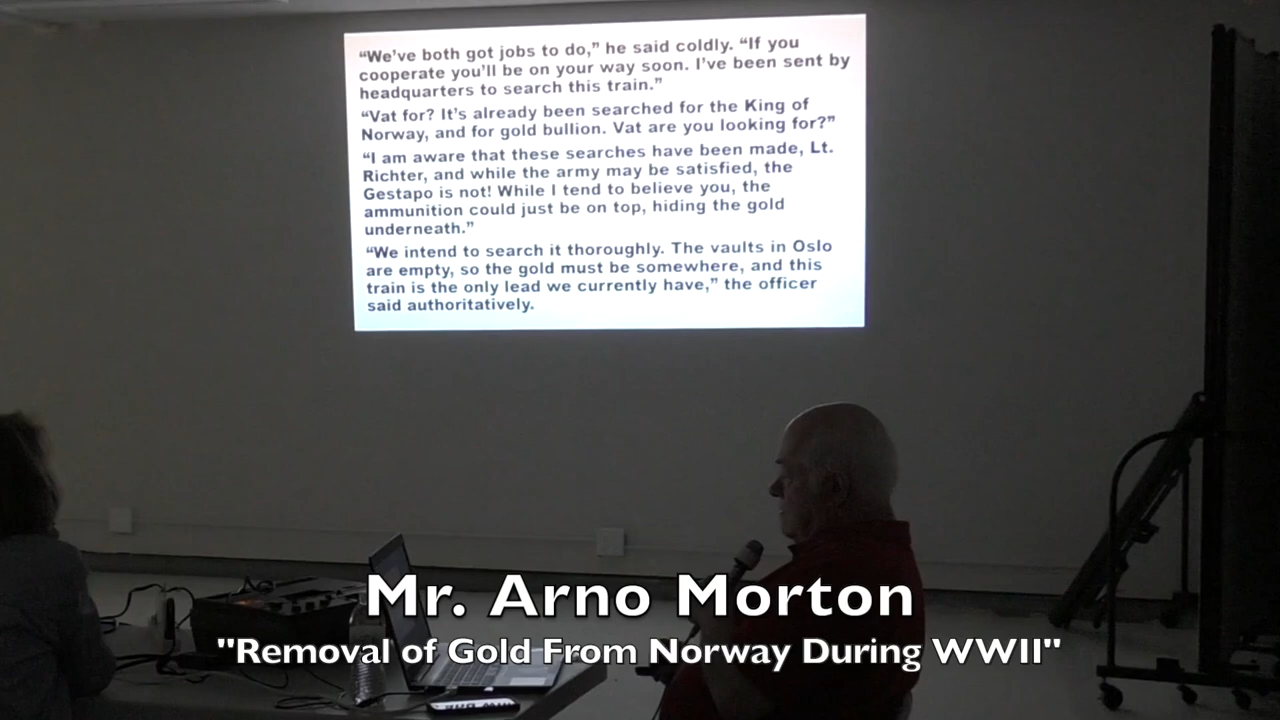 “We’ve both got jobs to do,” he said coldly. “If you
cooperate you’ll be on your way soon. I’ve been sent by
headquarters to search this train.”
“Vat for? It’s already been searched for the King of
Norway, and for gold bullion. Vat are you looking for?”
“I am aware that these searches have been made, Lt.
Richter, and while the army may be satisfied, the
Gestapo is not! While I tend to believe you, the
ammunition could just be on top, hiding the gold
underneath.”
“We intend to search it thoroughly. The vaults in Oslo
are empty, so the gold must be somewhere, and this
train is the only lead we currently have,” the officer
said authoritatively.
Mr. Arno Morton
"Removal of Gold From Norway During WWII"